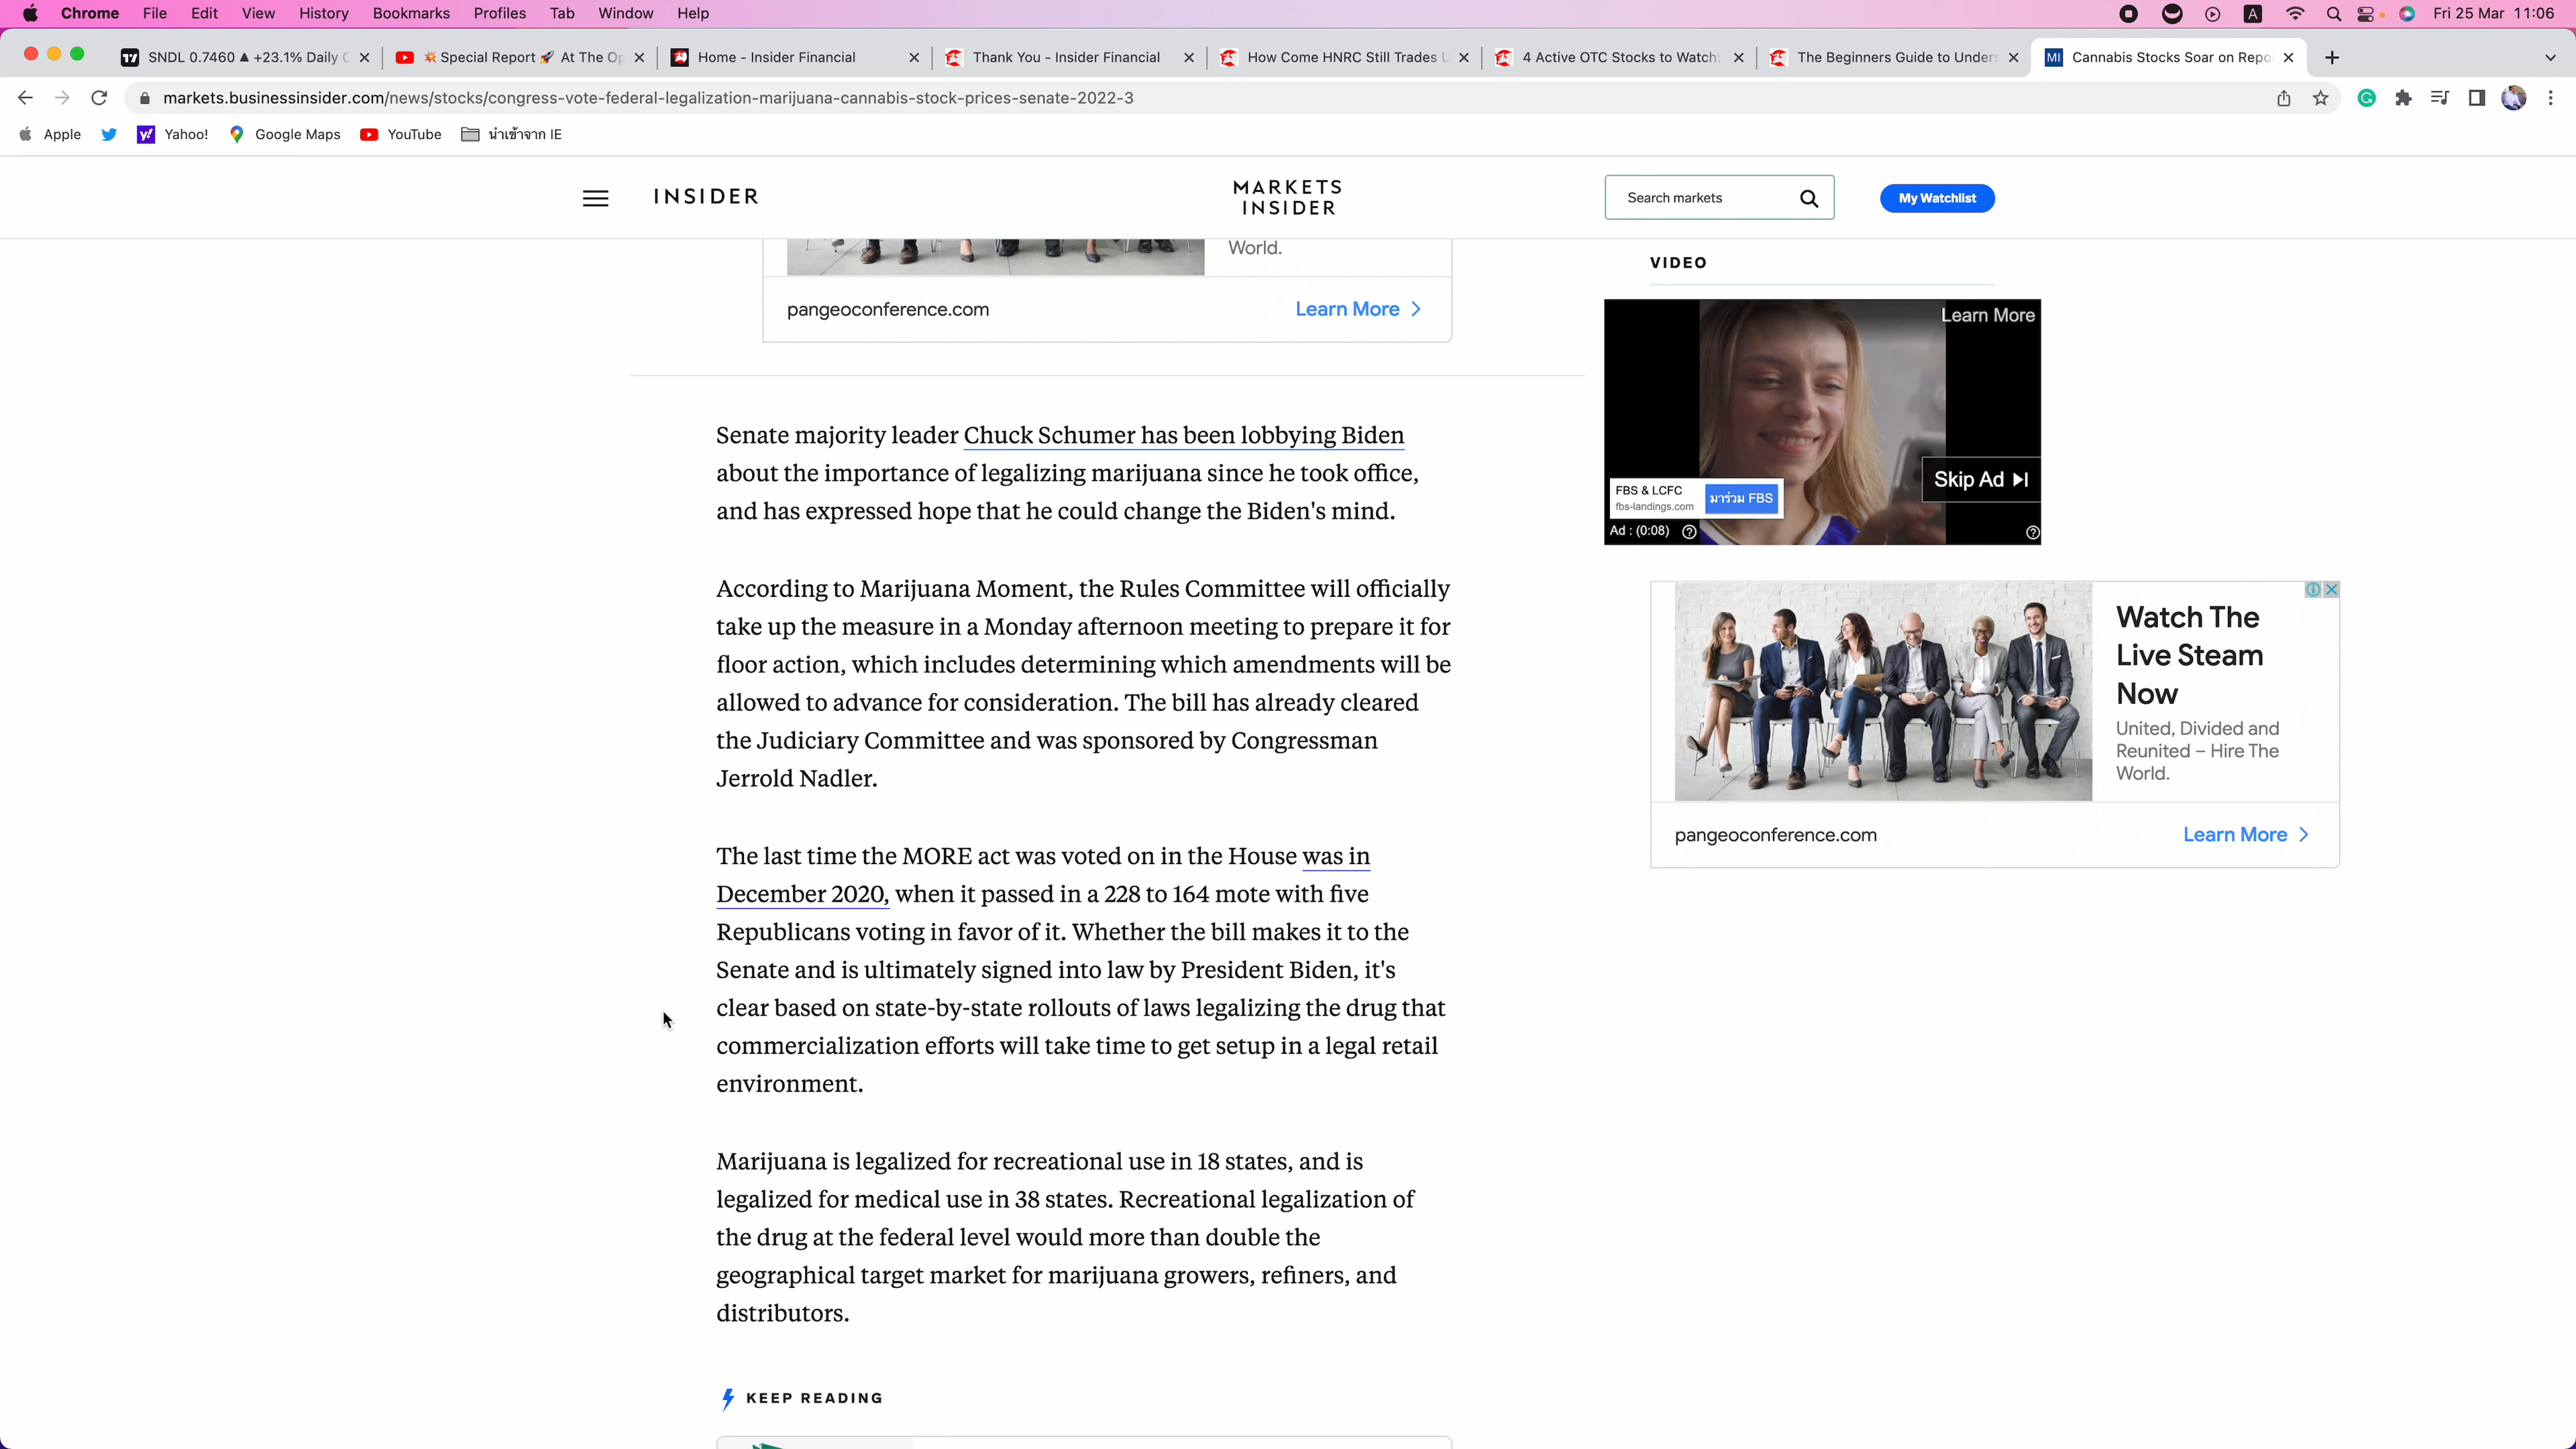 Chrome File Edit View History Bookmarks Profiles Tab Window Help A Fri 25 Mar 11:06
SNDL 0.7460 ▲ +23.1% Daily C
💥 Special Report 🚀 At The Op
Home - Insider Financial
Thank You - Insider Financial
How Come HNRC Still Trades U
4 Active OTC Stocks to Watch:
The Beginners Guide to Unders
MI Cannabis Stocks Soar on Repo
markets.businessinsider.com/news/stocks/congress-vote-federal-legalization-marijuana-cannabis-stock-prices-senate-2022-3
Apple Yahoo! Google Maps YouTube นำเข้าจาก IE
INSIDER
MARKETS
INSIDER
Search markets
My Watchlist
World.
pangeoconference.com Learn More
Senate majority leader Chuck Schumer has been lobbying Biden
about the importance of legalizing marijuana since he took office,
and has expressed hope that he could change the Biden's mind.
According to Marijuana Moment, the Rules Committee will officially
take up the measure in a Monday afternoon meeting to prepare it for
floor action, which includes determining which amendments will be
allowed to advance for consideration. The bill has already cleared
the Judiciary Committee and was sponsored by Congressman
Jerrold Nadler.
The last time the MORE act was voted on in the House was in
December 2020, when it passed in a 228 to 164 mote with five
Republicans voting in favor of it. Whether the bill makes it to the
Senate and is ultimately signed into law by President Biden, it's
clear based on state-by-state rollouts of laws legalizing the drug that
commercialization efforts will take time to get setup in a legal retail
environment.
Marijuana is legalized for recreational use in 18 states, and is
legalized for medical use in 38 states. Recreational legalization of
the drug at the federal level would more than double the
geographical target market for marijuana growers, refiners, and
distributors.
KEEP READING
VIDEO
Learn More
Skip Ad
FBS & LCFC
fbs-landings.com
มาร่วม FBS
Ad : (0:08)
Watch The
Live Steam
Now
United, Divided and
Reunited – Hire The
World.
pangeoconference.com Learn More